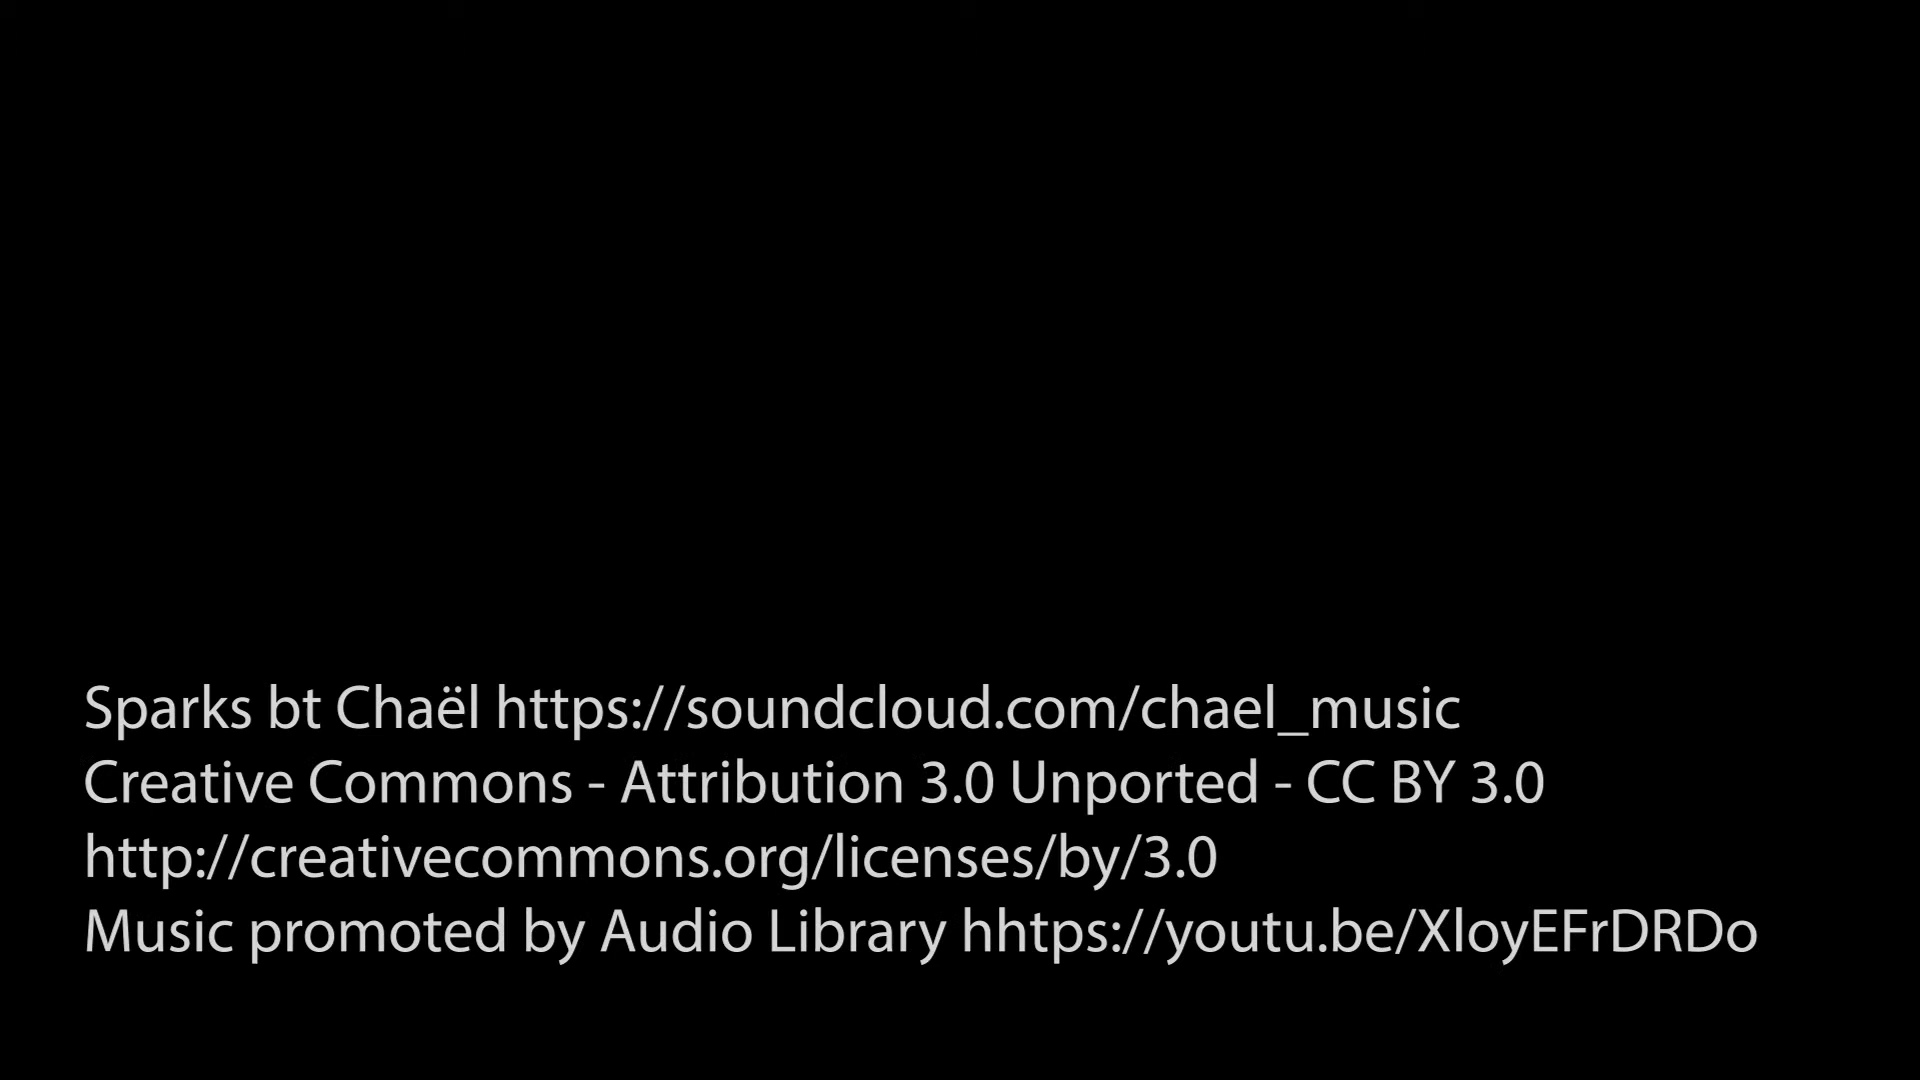 Sparks bt Chaël https://soundcloud.com/chael_music
Creative Commons - Attribution 3.0 Unported - CC BY 3.0
http://creativecommons.org/licenses/by/3.0
Music promoted by Audio Library hhtps://youtu.be/XloyEFrDRDo